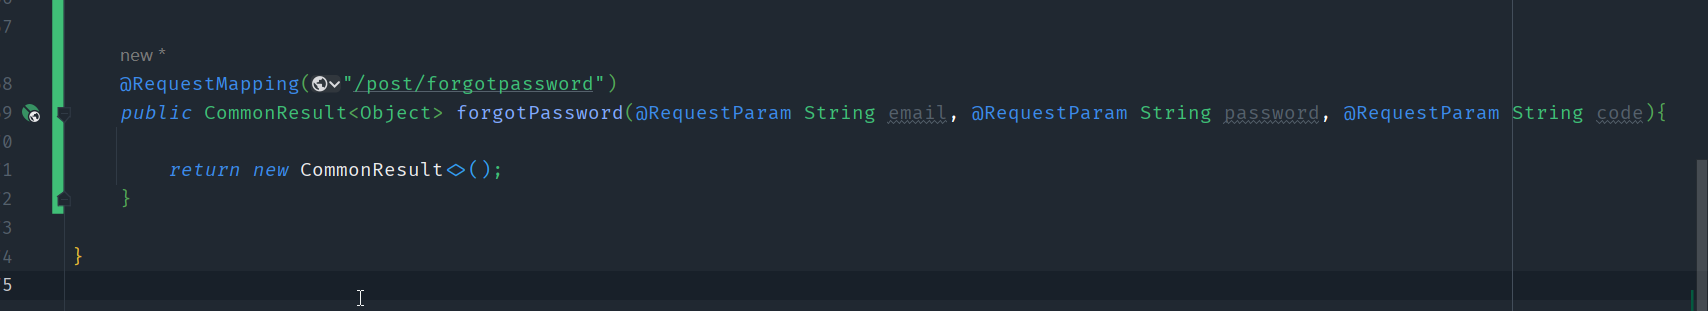 7
new *
8 @RequestMapping("/post/forgotpassword")
9 public CommonResult<Object> forgotPassword(@RequestParam String email, @RequestParam String password, @RequestParam String code){
0
1 return new CommonResult<>();
2 }
3
4 }
5